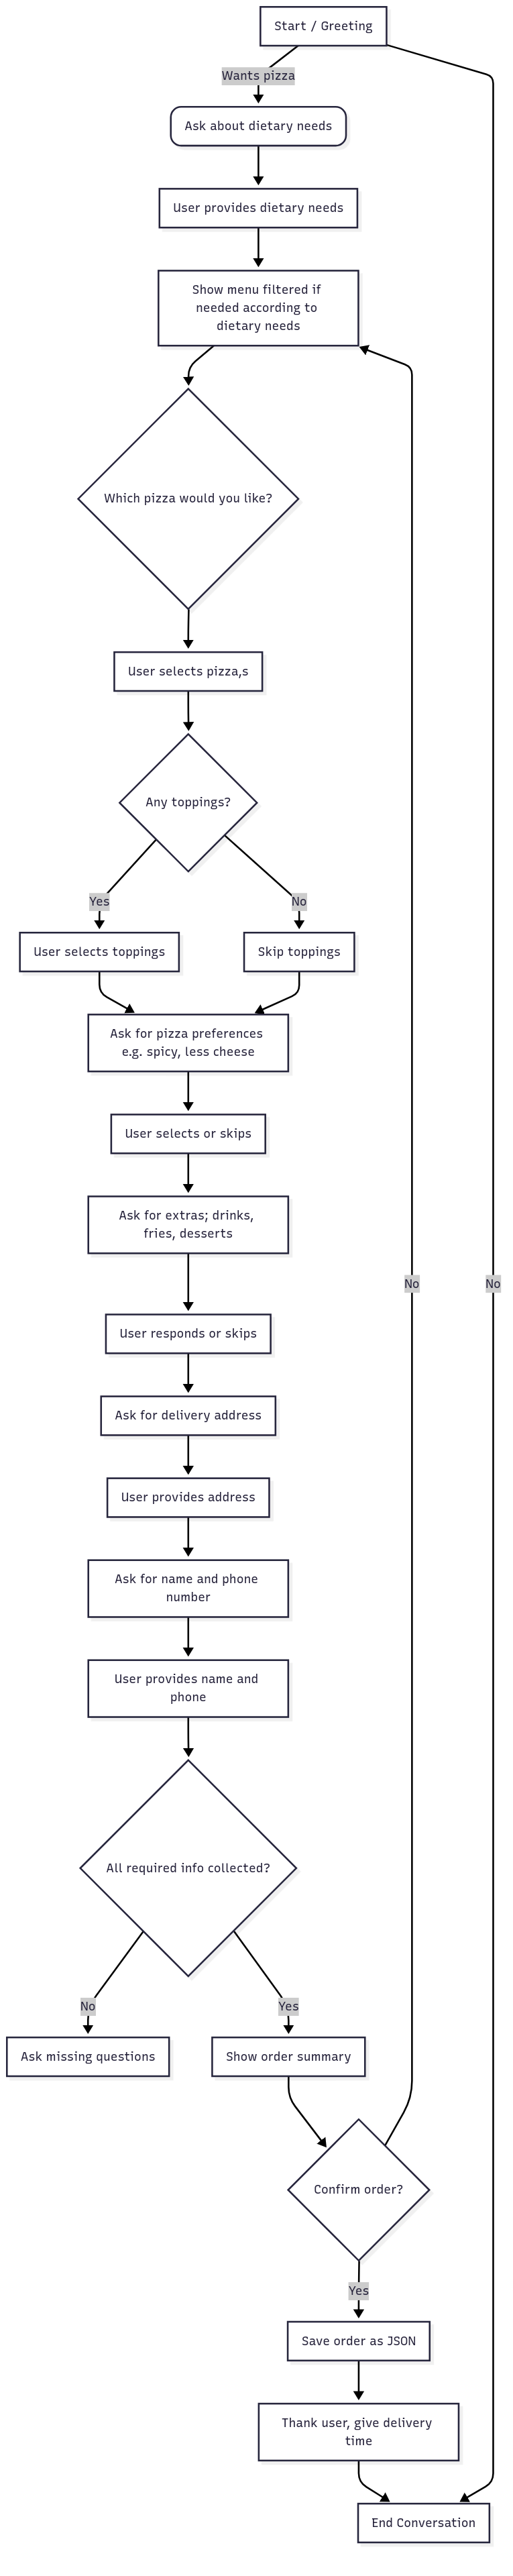 Start / Greeting
Wants pizza
Ask about dietary needs
User provides dietary needs
Show menu filtered if
needed according to
dietary needs
Which pizza would you like?
User selects pizza,s
Any toppings?
Yes
No
User selects toppings
Skip toppings
Ask for pizza preferences
e.g. spicy, less cheese
User selects or skips
Ask for extras; drinks,
fries, desserts
No
No
User responds or skips
Ask for delivery address
User provides address
Ask for name and phone
number
User provides name and
phone
All required info collected?
No
Yes
Ask missing questions
Show order summary
Confirm order?
Yes
Save order as JSON
Thank user, give delivery
time
End Conversation